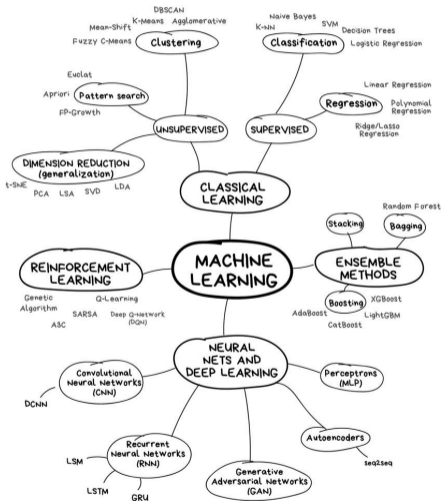 DBSCAN
Mean-Shift K-Means Agglomerative
Fuzzy C-Means
Clustering
Naive Bayes
K-NN SVM
Decision Trees
Classification Logistic Regression
Euclat
Apriori Pattern search
FP-Growth
Linear Regression
Regression Polynomial
Regression
Ridge/Lasso
Regression
UNSUPERVISED
SUPERVISED
DIMENSION REDUCTION
(generalization)
t-SNE PCA LSA SVD LDA
CLASSICAL
LEARNING
Random Forest
Stacking
Bagging
REINFORCEMENT
LEARNING
MACHINE
LEARNING
ENSEMBLE
METHODS
Genetic
Algorithm
Q-Learning
SARSA
Deep Q-Network
(DQN)
A3C
Boosting
XGBoost
AdaBoost
LightGBM
CatBoost
NEURAL
NETS AND
DEEP LEARNING
Convolutional
Neural Networks
(CNN)
DCNN
Perceptrons
(MLP)
Recurrent
Neural Networks
(RNN)
LSM
LSTM
GRU
Autoencoders
seq2seq
Generative
Adversarial Networks
(GAN)